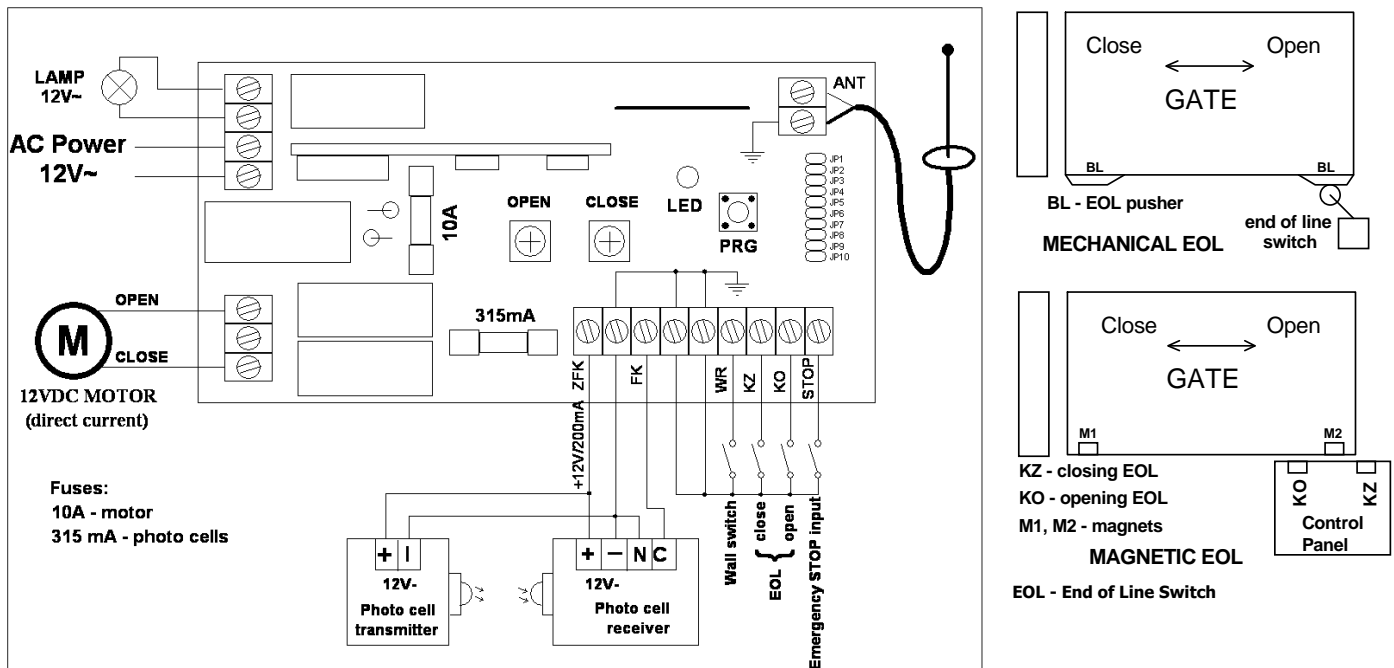 LAMP
12V~
AC Power
12V~
10A
OPEN
CLOSE
LED
PRG
ANT
JP1
JP2
JP3
JP4
JP5
JP6
JP7
JP8
JP9
JP10
OPEN
M
CLOSE
12VDC MOTOR
(direct current)
315mA
ZFK
FK
WR
KZ
KO
STOP
+12V/200mA
Fuses:
10A - motor
315 mA - photo cells
+ I
12V-
Photo cell
transmitter
+ – N C
12V-
Photo cell
receiver
Wall switch
close
open
EOL
Emergency STOP input
Close Open
GATE
BL BL
BL - EOL pusher
end of line
switch
MECHANICAL EOL
Close Open
GATE
M1 M2
KZ - closing EOL
KO - opening EOL
M1, M2 - magnets
KO KZ
Control
Panel
MAGNETIC EOL
EOL - End of Line Switch